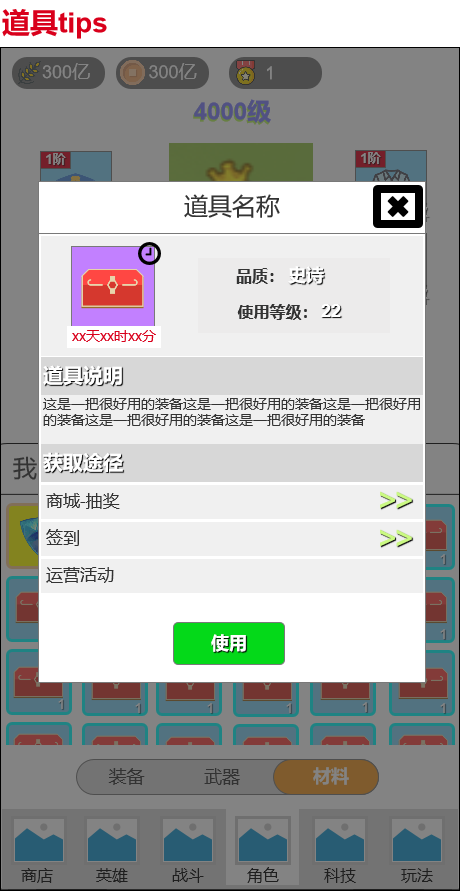 道具tips
300亿 300亿 1
4000级
1阶 1阶
道具名称
品质： 史诗
使用等级： 22
xx天xx时xx分
道具说明
这是一把很好用的装备这是一把很好用的装备这是一把很好用
的装备这是一把很好用的装备这是一把很好用的装备
我
获取途径
商城-抽奖 >>
签到 >>
运营活动
使用
1 1 1 1 1 1
装备 武器 材料
商店 英雄 战斗 角色 科技 玩法